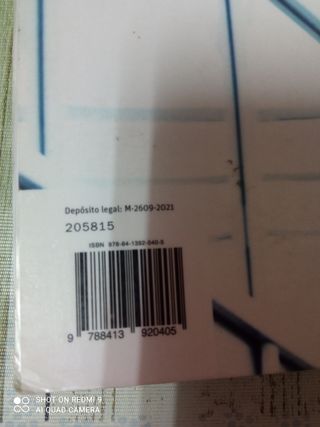 Depósito legal: M-2609-2021
205815
ISBN 978-84-1392-040-5
9 788413 920405
SHOT ON REDMI 9
AI QUAD CAMERA